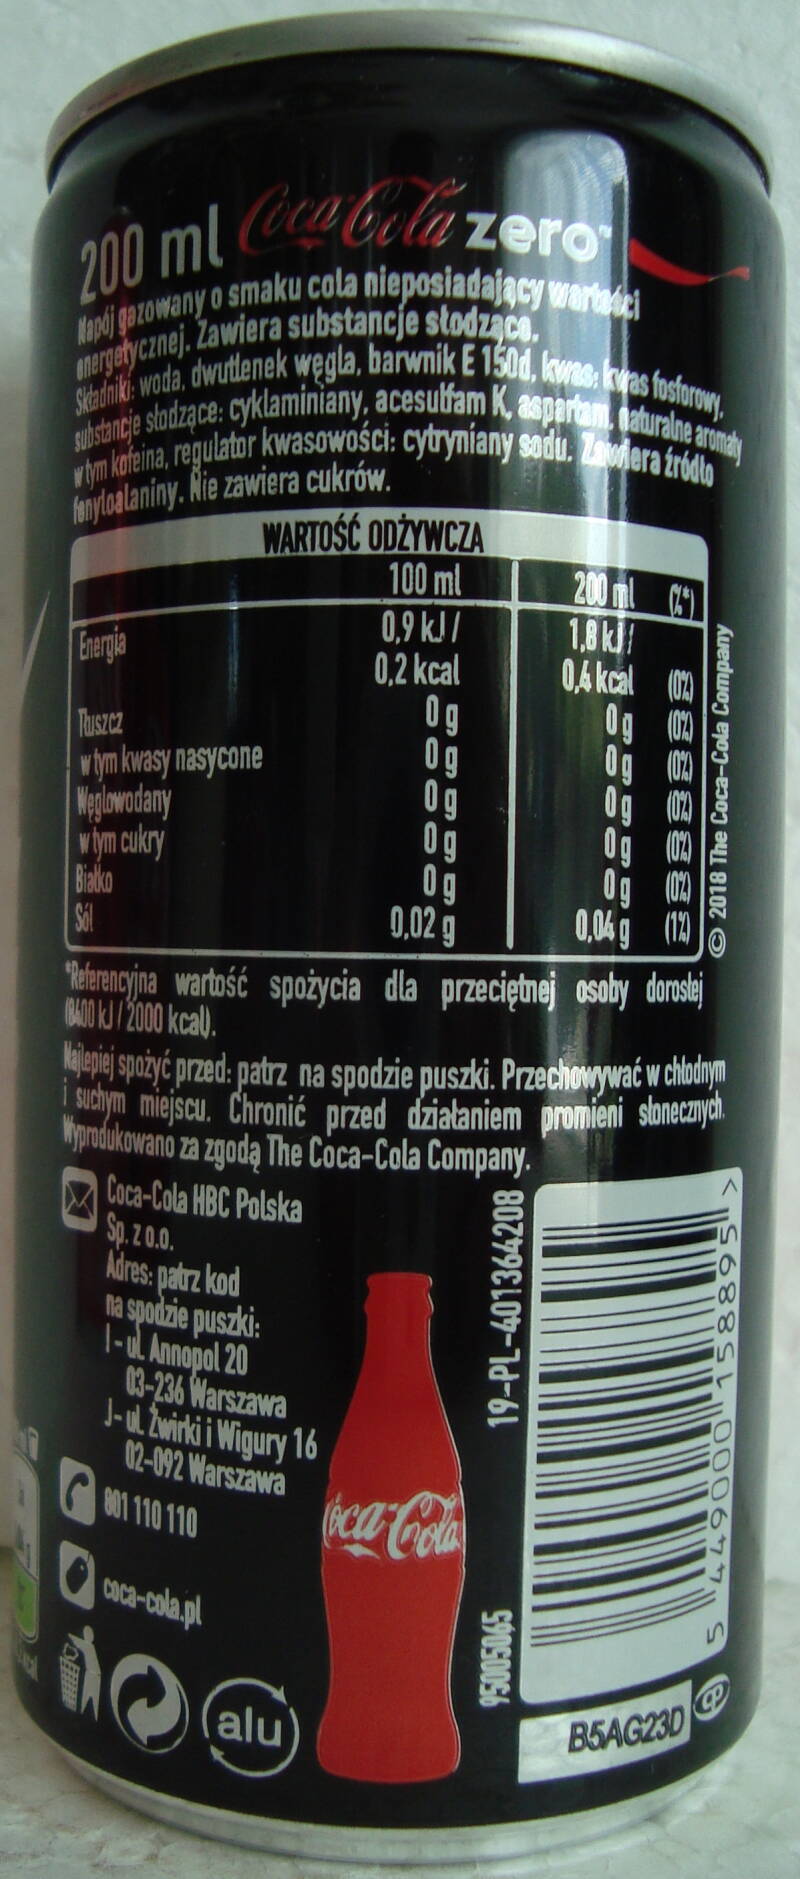 200 ml Coca-Cola zero™
Napój gazowany o smaku cola nieposiadający wartości
energetycznej. Zawiera substancje słodzące.
Składniki: woda, dwutlenek węgla, barwnik E 150d, kwas: kwas fosforowy,
substancje słodzące: cyklaminiany, acesulfam K, aspartam, naturalne aromaty
w tym kofeina, regulator kwasowości: cytryniany sodu. Zawiera źródło
fenyloalaniny. Nie zawiera cukrów.
WARTOŚĆ ODŻYWCZA
100 ml 200 ml (%*)
Energia 0,9 kJ / 1,8 kJ /
0,2 kcal 0,4 kcal (0%)
Tłuszcz 0 g 0 g (0%)
w tym kwasy nasycone 0 g 0 g (0%)
Węglowodany 0 g 0 g (0%)
w tym cukry 0 g 0 g (0%)
Białko 0 g 0 g (0%)
Sól 0,02 g 0,04 g (1%)
© 2018 The Coca-Cola Company
*Referencyjna wartość spożycia dla przeciętnej osoby dorosłej
(8400 kJ / 2000 kcal).
Najlepiej spożyć przed: patrz na spodzie puszki. Przechowywać w chłodnym
i suchym miejscu. Chronić przed działaniem promieni słonecznych.
Wyprodukowano za zgodą The Coca-Cola Company.
Coca-Cola HBC Polska
Sp. z o.o.
Adres: patrz kod
na spodzie puszki:
I - ul. Annopol 20
03-236 Warszawa
J - ul. Żwirki i Wigury 16
02-092 Warszawa
801 110 110
coca-cola.pl
alu
Coca-Cola
19-PL-401364208
95005065
5 449000 158895 >
B5AG23D